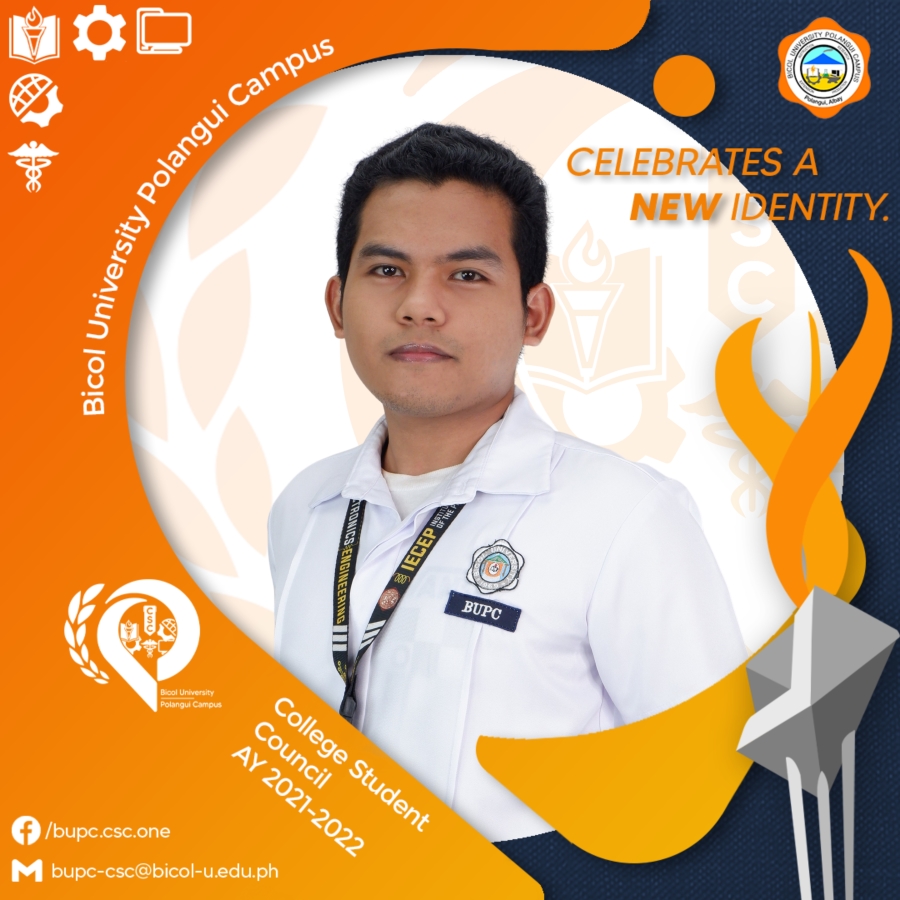 Bicol University Polangui Campus
BICOL UNIVERSITY POLANGUI CAMPUS
Polangui, Albay
CELEBRATES A
NEW IDENTITY.
IECEP
ENGINEERING
BUPC
CSC
Bicol University
Polangui Campus
College Student
Council
AY 2021-2022
/bupc.csc.one
bupc-csc@bicol-u.edu.ph